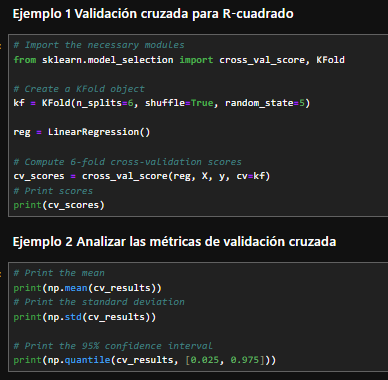 Ejemplo 1 Validación cruzada para R-cuadrado
# Import the necessary modules
from sklearn.model_selection import cross_val_score, KFold
# Create a KFold object
kf = KFold(n_splits=6, shuffle=True, random_state=5)
reg = LinearRegression()
# Compute 6-fold cross-validation scores
cv_scores = cross_val_score(reg, X, y, cv=kf)
# Print scores
print(cv_scores)
Ejemplo 2 Analizar las métricas de validación cruzada
# Print the mean
print(np.mean(cv_results))
# Print the standard deviation
print(np.std(cv_results))
# Print the 95% confidence interval
print(np.quantile(cv_results, [0.025, 0.975]))